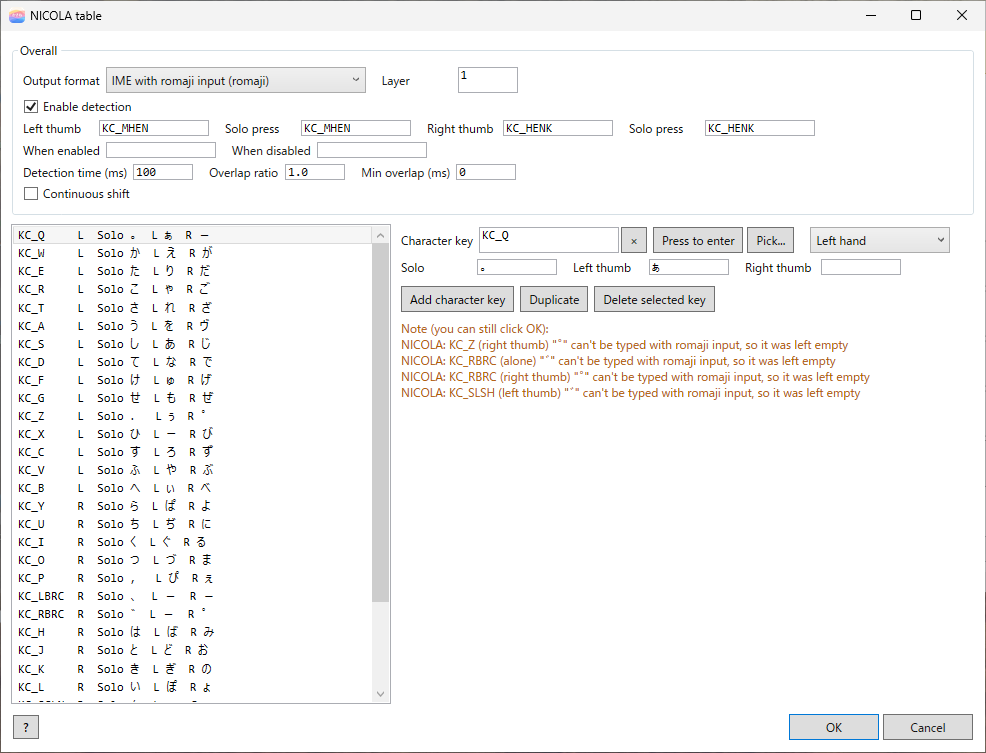 NICOLA table
Overall
Output format IME with romaji input (romaji) Layer 1
Enable detection
Left thumb KC_MHEN Solo press KC_MHEN Right thumb KC_HENK Solo press KC_HENK
When enabled When disabled
Detection time (ms) 100 Overlap ratio 1.0 Min overlap (ms) 0
Continuous shift
KC_Q L Solo 。 L ぁ R —
KC_W L Solo か L え R が
KC_E L Solo た L り R だ
KC_R L Solo こ L ゃ R ご
KC_T L Solo さ L れ R ざ
KC_A L Solo う L を R ヴ
KC_S L Solo し L あ R じ
KC_D L Solo て L な R で
KC_F L Solo け L ゅ R げ
KC_G L Solo せ L も R ぜ
KC_Z L Solo . L ぅ R ゜
KC_X L Solo ひ L ー R び
KC_C L Solo す L ろ R ず
KC_V L Solo ふ L や R ぶ
KC_B L Solo へ L ぃ R べ
KC_Y R Solo ら L ぱ R よ
KC_U R Solo ち L ぢ R に
KC_I R Solo く L ぐ R る
KC_O R Solo つ L づ R ま
KC_P R Solo , L ぴ R ぇ
KC_LBRC R Solo 、 L — R —
KC_RBRC R Solo ゛ L — R ゜
KC_H R Solo は L ば R み
KC_J R Solo と L ど R お
KC_K R Solo き L ぎ R の
KC_L R Solo い L ぽ R ょ
Character key KC_Q × Press to enter Pick... Left hand
Solo 。 Left thumb ぁ Right thumb
Add character key Duplicate Delete selected key
Note (you can still click OK):
NICOLA: KC_Z (right thumb) "゜" can't be typed with romaji input, so it was left empty
NICOLA: KC_RBRC (alone) "゛" can't be typed with romaji input, so it was left empty
NICOLA: KC_RBRC (right thumb) "゜" can't be typed with romaji input, so it was left empty
NICOLA: KC_SLSH (left thumb) "゛" can't be typed with romaji input, so it was left empty
? OK Cancel